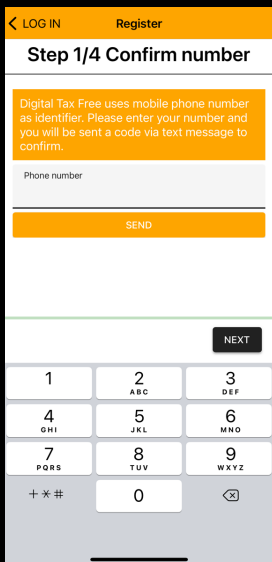 LOG IN
Register
Step 1/4 Confirm number
Digital Tax Free uses mobile phone number
as identifier. Please enter your number and
you will be sent a code via text message to
confirm.
Phone number
SEND
NEXT
1
2
ABC
3
DEF
4
GHI
5
JKL
6
MNO
7
PQRS
8
TUV
9
WXYZ
+*#
0